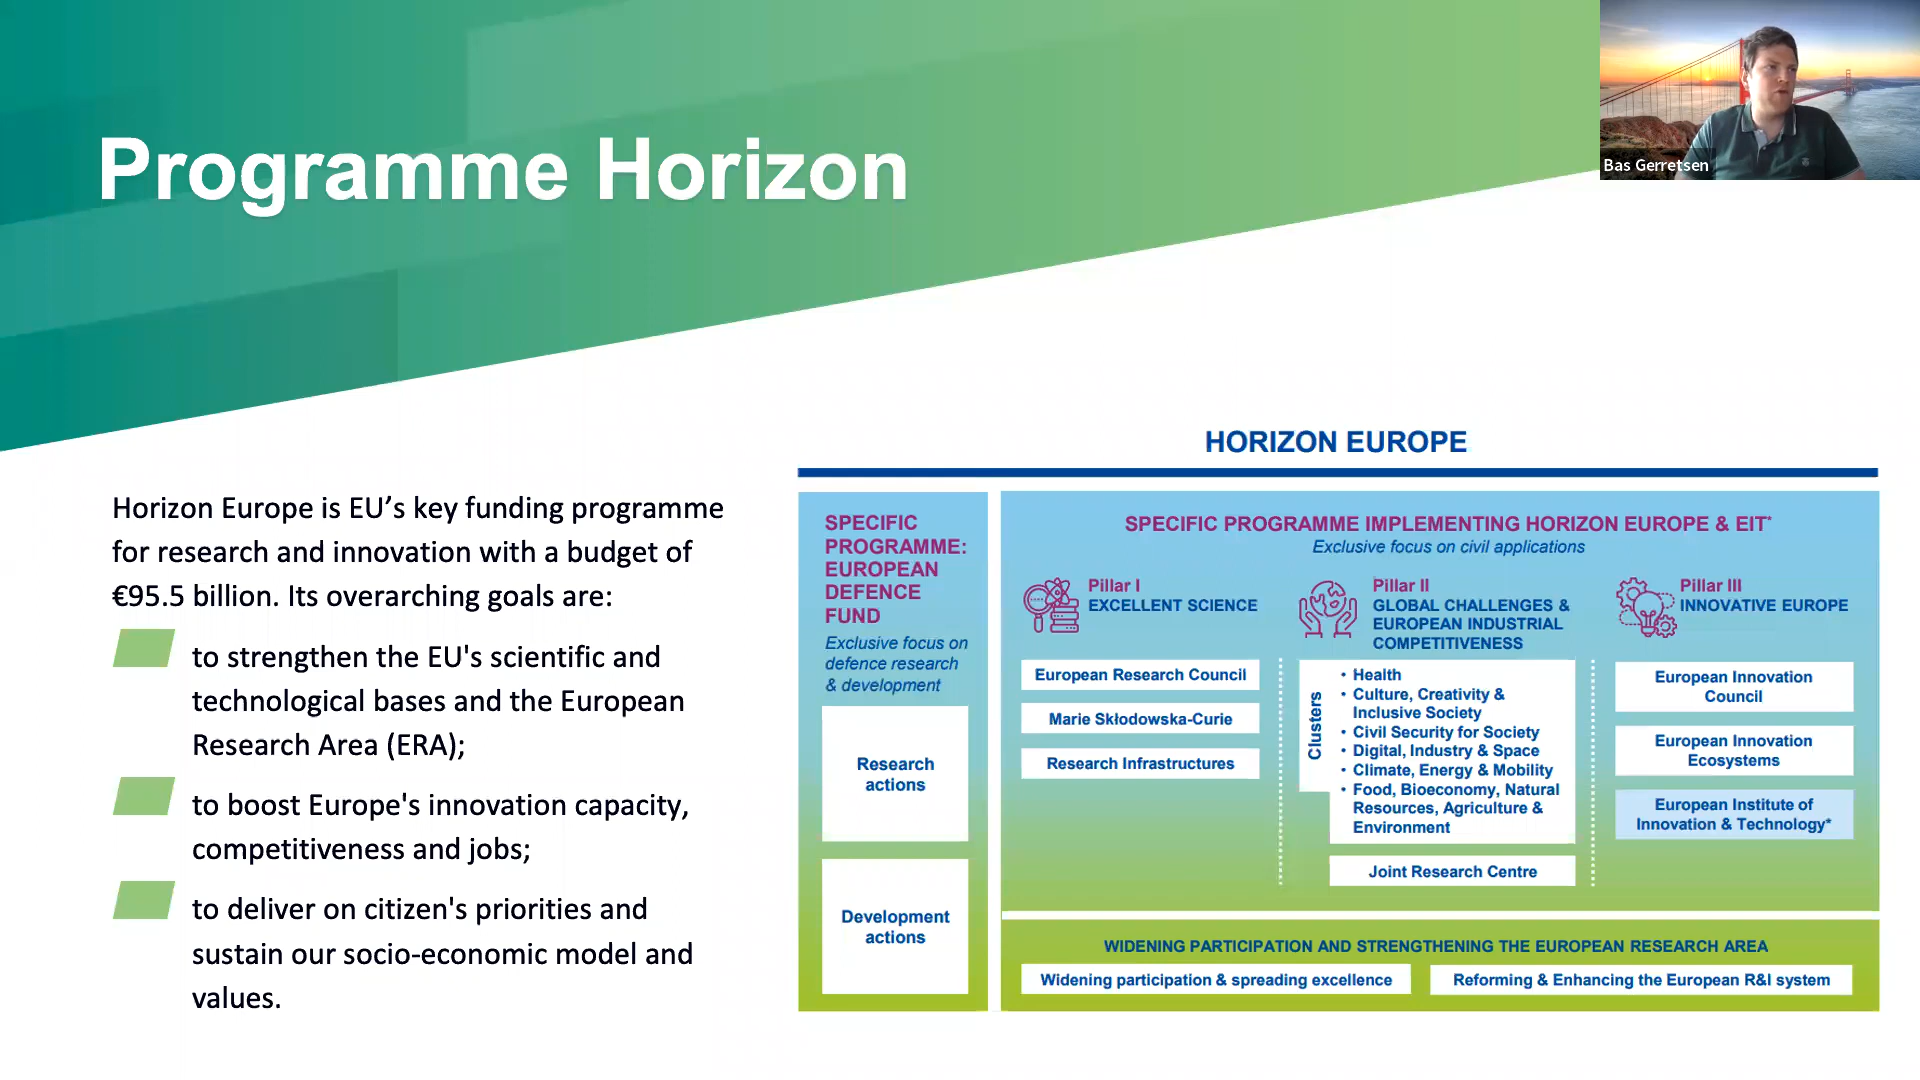 Programme Horizon
Bas Gerretsen
Horizon Europe is EU’s key funding programme
for research and innovation with a budget of
€95.5 billion. Its overarching goals are:
to strengthen the EU's scientific and
technological bases and the European
Research Area (ERA);
to boost Europe's innovation capacity,
competitiveness and jobs;
to deliver on citizen's priorities and
sustain our socio-economic model and
values.
HORIZON EUROPE
SPECIFIC
PROGRAMME:
EUROPEAN
DEFENCE
FUND
Exclusive focus on
defence research
& development
Research
actions
Development
actions
SPECIFIC PROGRAMME IMPLEMENTING HORIZON EUROPE & EIT*
Exclusive focus on civil applications
Pillar I
EXCELLENT SCIENCE
European Research Council
Marie Skłodowska-Curie
Research Infrastructures
Pillar II
GLOBAL CHALLENGES &
EUROPEAN INDUSTRIAL
COMPETITIVENESS
Clusters
• Health
• Culture, Creativity &
Inclusive Society
• Civil Security for Society
• Digital, Industry & Space
• Climate, Energy & Mobility
• Food, Bioeconomy, Natural
Resources, Agriculture &
Environment
Joint Research Centre
Pillar III
INNOVATIVE EUROPE
European Innovation
Council
European Innovation
Ecosystems
European Institute of
Innovation & Technology*
WIDENING PARTICIPATION AND STRENGTHENING THE EUROPEAN RESEARCH AREA
Widening participation & spreading excellence
Reforming & Enhancing the European R&I system